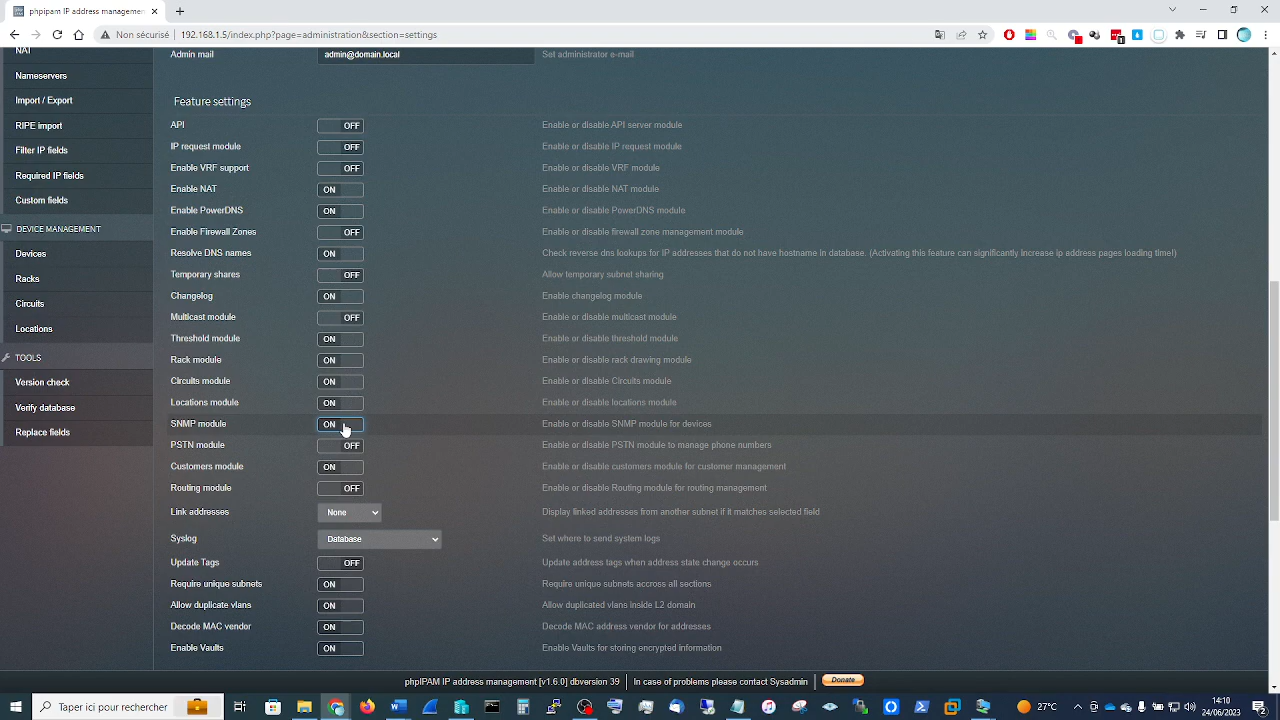 phpipam IP address management
Non sécurisé
192.168.1.5/index.php?page=administration&section=settings
NAT
Nameservers
Import / Export
RIPE import
Filter IP fields
Required IP fields
Custom fields
DEVICE MANAGEMENT
Devices
Racks
Circuits
Locations
TOOLS
Version check
Verify database
Replace fields
Admin mail admin@domain.local Set administrator e-mail
Feature settings
API OFF Enable or disable API server module
IP request module OFF Enable or disable IP request module
Enable VRF support OFF Enable or disable VRF module
Enable NAT ON Enable or disable NAT module
Enable PowerDNS ON Enable or disable PowerDNS module
Enable Firewall Zones OFF Enable or disable firewall zone management module
Resolve DNS names ON Check reverse dns lookups for IP addresses that do not have hostname in database. (Activating this feature can significantly increase ip address pages loading time!)
Temporary shares OFF Allow temporary subnet sharing
Changelog ON Enable changelog module
Multicast module OFF Enable or disable multicast module
Threshold module ON Enable or disable threshold module
Rack module ON Enable or disable rack drawing module
Circuits module ON Enable or disable Circuits module
Locations module ON Enable or disable locations module
SNMP module ON Enable or disable SNMP module for devices
PSTN module OFF Enable or disable PSTN module to manage phone numbers
Customers module ON Enable or disable customers module for customer management
Routing module OFF Enable or disable Routing module for routing management
Link addresses None Display linked addresses from another subnet if it matches selected field
Syslog Database Set where to send system logs
Update Tags OFF Update address tags when address state change occurs
Require unique subnets ON Require unique subnets accross all sections
Allow duplicate vlans ON Allow duplicated vlans inside L2 domain
Decode MAC vendor ON Decode MAC address vendor for addresses
Enable Vaults ON Enable Vaults for storing encrypted information
phpIPAM IP address management [v1.6.0] dbversion 39 In case of problems please contact Sysadmin Donate
Taper ici pour rechercher
14:10
24/06/2023